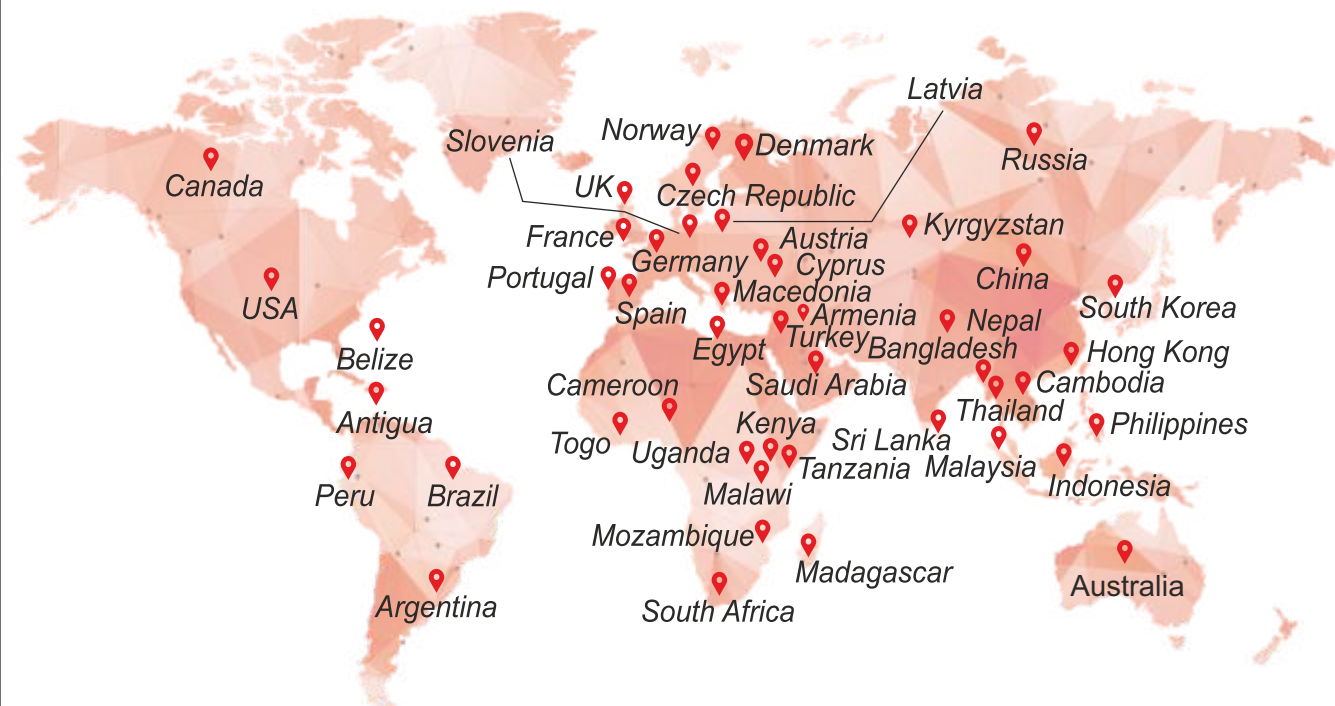 Latvia
Norway
Denmark
Slovenia
Russia
Canada
UK
Czech Republic
Kyrgyzstan
France
Austria
Germany
Cyprus
China
Portugal
Macedonia
USA
Spain
South Korea
Armenia
Nepal
Turkey
Egypt
Bangladesh
Hong Kong
Belize
Cameroon
Saudi Arabia
Cambodia
Thailand
Antigua
Kenya
Philippines
Togo
Uganda
Sri Lanka
Tanzania
Malaysia
Indonesia
Peru
Brazil
Malawi
Mozambique
Madagascar
Australia
Argentina
South Africa